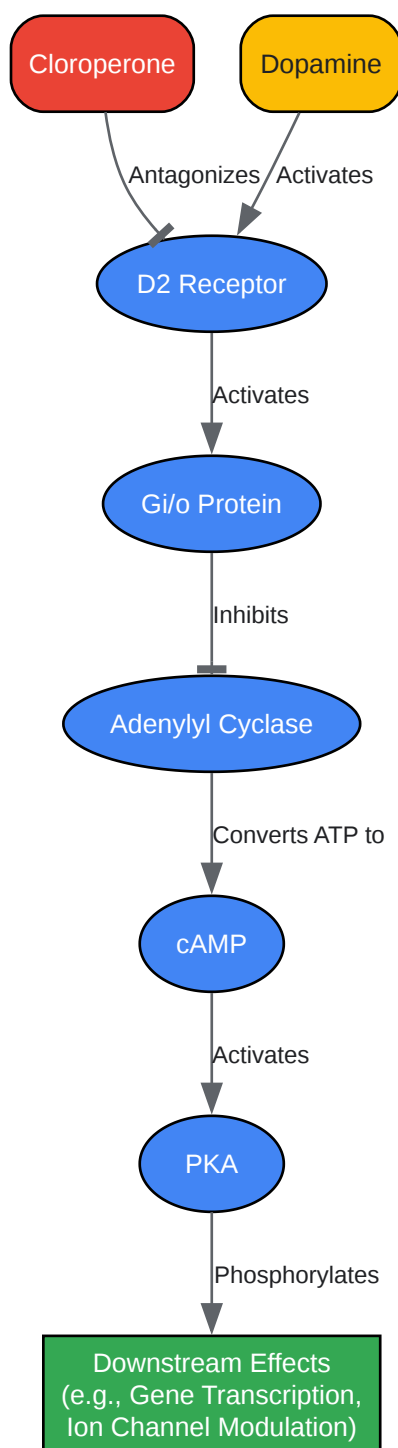 Cloroperone
Dopamine
Antagonizes
Activates
D2 Receptor
Activates
Gi/o Protein
Inhibits
Adenylyl Cyclase
Converts ATP to
cAMP
Activates
PKA
Phosphorylates
Downstream Effects
(e.g., Gene Transcription,
Ion Channel Modulation)